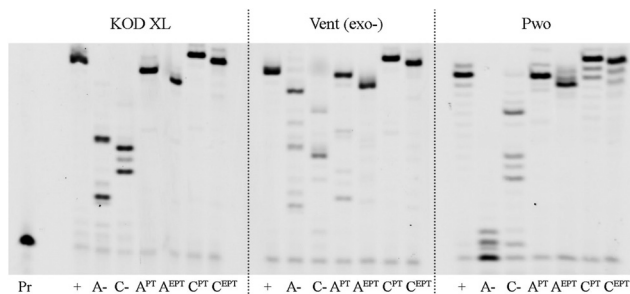 KOD XL Vent (exo-) Pwo
Pr + A- C- A^PT A^EPT C^PT C^EPT + A- C- A^PT A^EPT C^PT C^EPT + A- C- A^PT A^EPT C^PT C^EPT